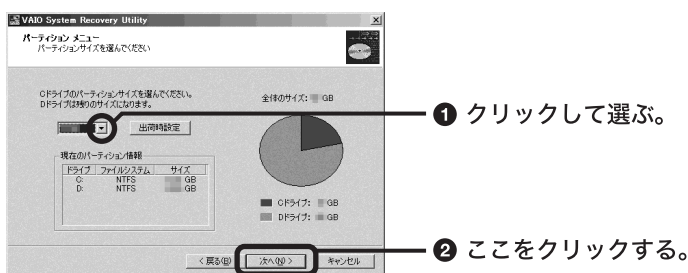 VAIO System Recovery Utility
パーティション メニュー
パーティションサイズを選んでください
Cドライブのパーティションサイズを選んでください。
Dドライブは残りのサイズになります。
全体のサイズ: GB
出荷時設定
❶ クリックして選ぶ。
現在のパーティション情報
ドライブ ファイルシステム サイズ
C: NTFS GB
D: NTFS GB
Cドライブ: GB
Dドライブ: GB
< 戻る(B) 次へ(N) > キャンセル
❷ ここをクリックする。